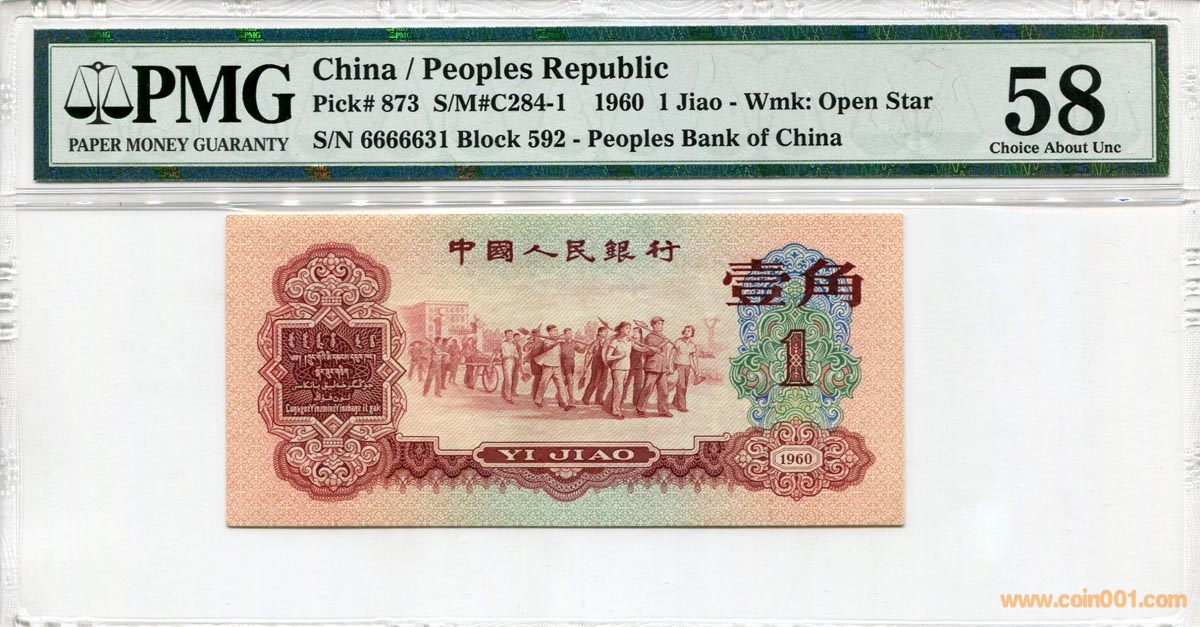 PMG
PAPER MONEY GUARANTY
China / Peoples Republic
Pick# 873 S/M#C284-1 1960 1 Jiao - Wmk: Open Star
S/N 6666631 Block 592 - Peoples Bank of China
58
Choice About Unc
中國人民銀行
壹角
1
YI JIAO
1960
www.coin001.com